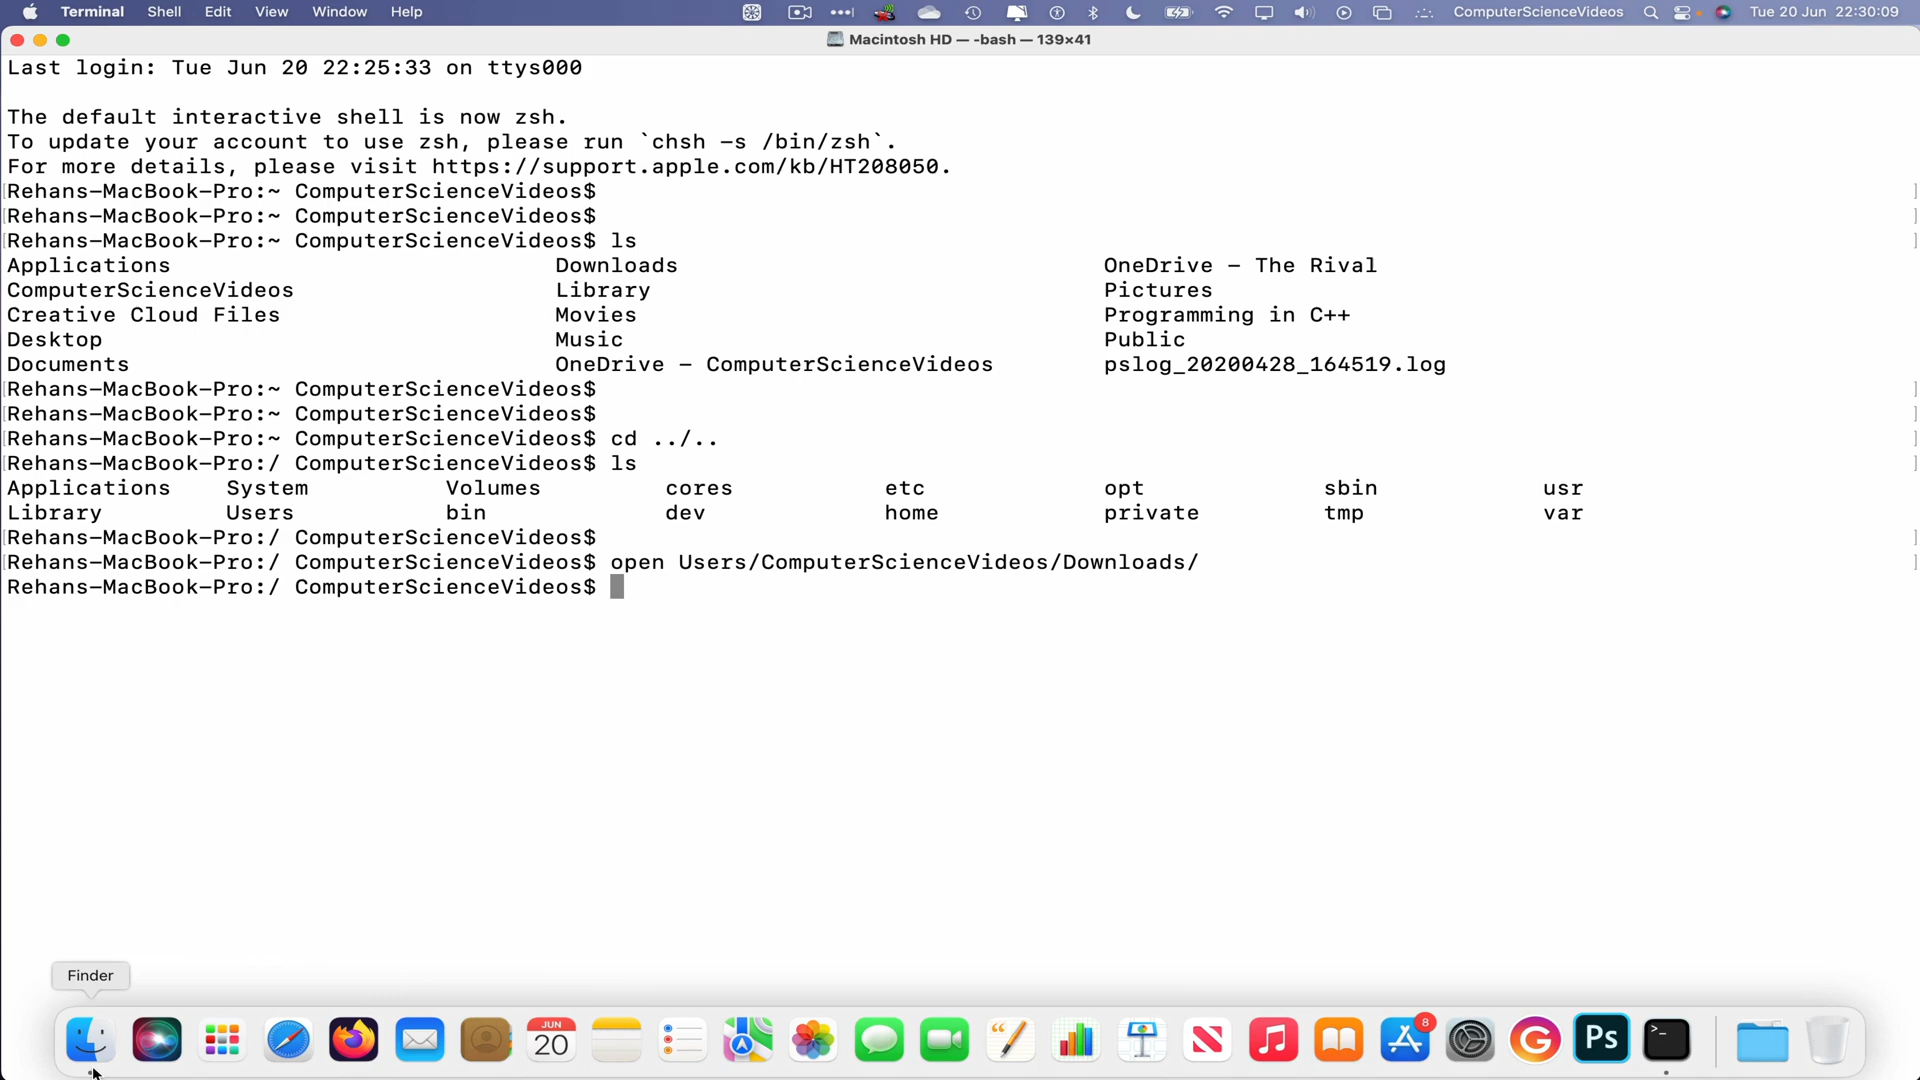 Terminal Shell Edit View Window Help ComputerScienceVideos Tue 20 Jun 22:30:09
Macintosh HD — -bash — 139×41
Last login: Tue Jun 20 22:25:33 on ttys000
The default interactive shell is now zsh.
To update your account to use zsh, please run `chsh -s /bin/zsh`.
For more details, please visit https://support.apple.com/kb/HT208050.
[Rehans-MacBook-Pro:~ ComputerScienceVideos$ ]
[Rehans-MacBook-Pro:~ ComputerScienceVideos$ ]
[Rehans-MacBook-Pro:~ ComputerScienceVideos$ ls ]
Applications Downloads OneDrive - The Rival
ComputerScienceVideos Library Pictures
Creative Cloud Files Movies Programming in C++
Desktop Music Public
Documents OneDrive - ComputerScienceVideos pslog_20200428_164519.log
[Rehans-MacBook-Pro:~ ComputerScienceVideos$ ]
[Rehans-MacBook-Pro:~ ComputerScienceVideos$ ]
[Rehans-MacBook-Pro:~ ComputerScienceVideos$ cd ../.. ]
[Rehans-MacBook-Pro:/ ComputerScienceVideos$ ls ]
Applications System Volumes cores etc opt sbin usr
Library Users bin dev home private tmp var
[Rehans-MacBook-Pro:/ ComputerScienceVideos$ ]
[Rehans-MacBook-Pro:/ ComputerScienceVideos$ open Users/ComputerScienceVideos/Downloads/ ]
Rehans-MacBook-Pro:/ ComputerScienceVideos$
Finder
JUN
20
8
Ps
>_